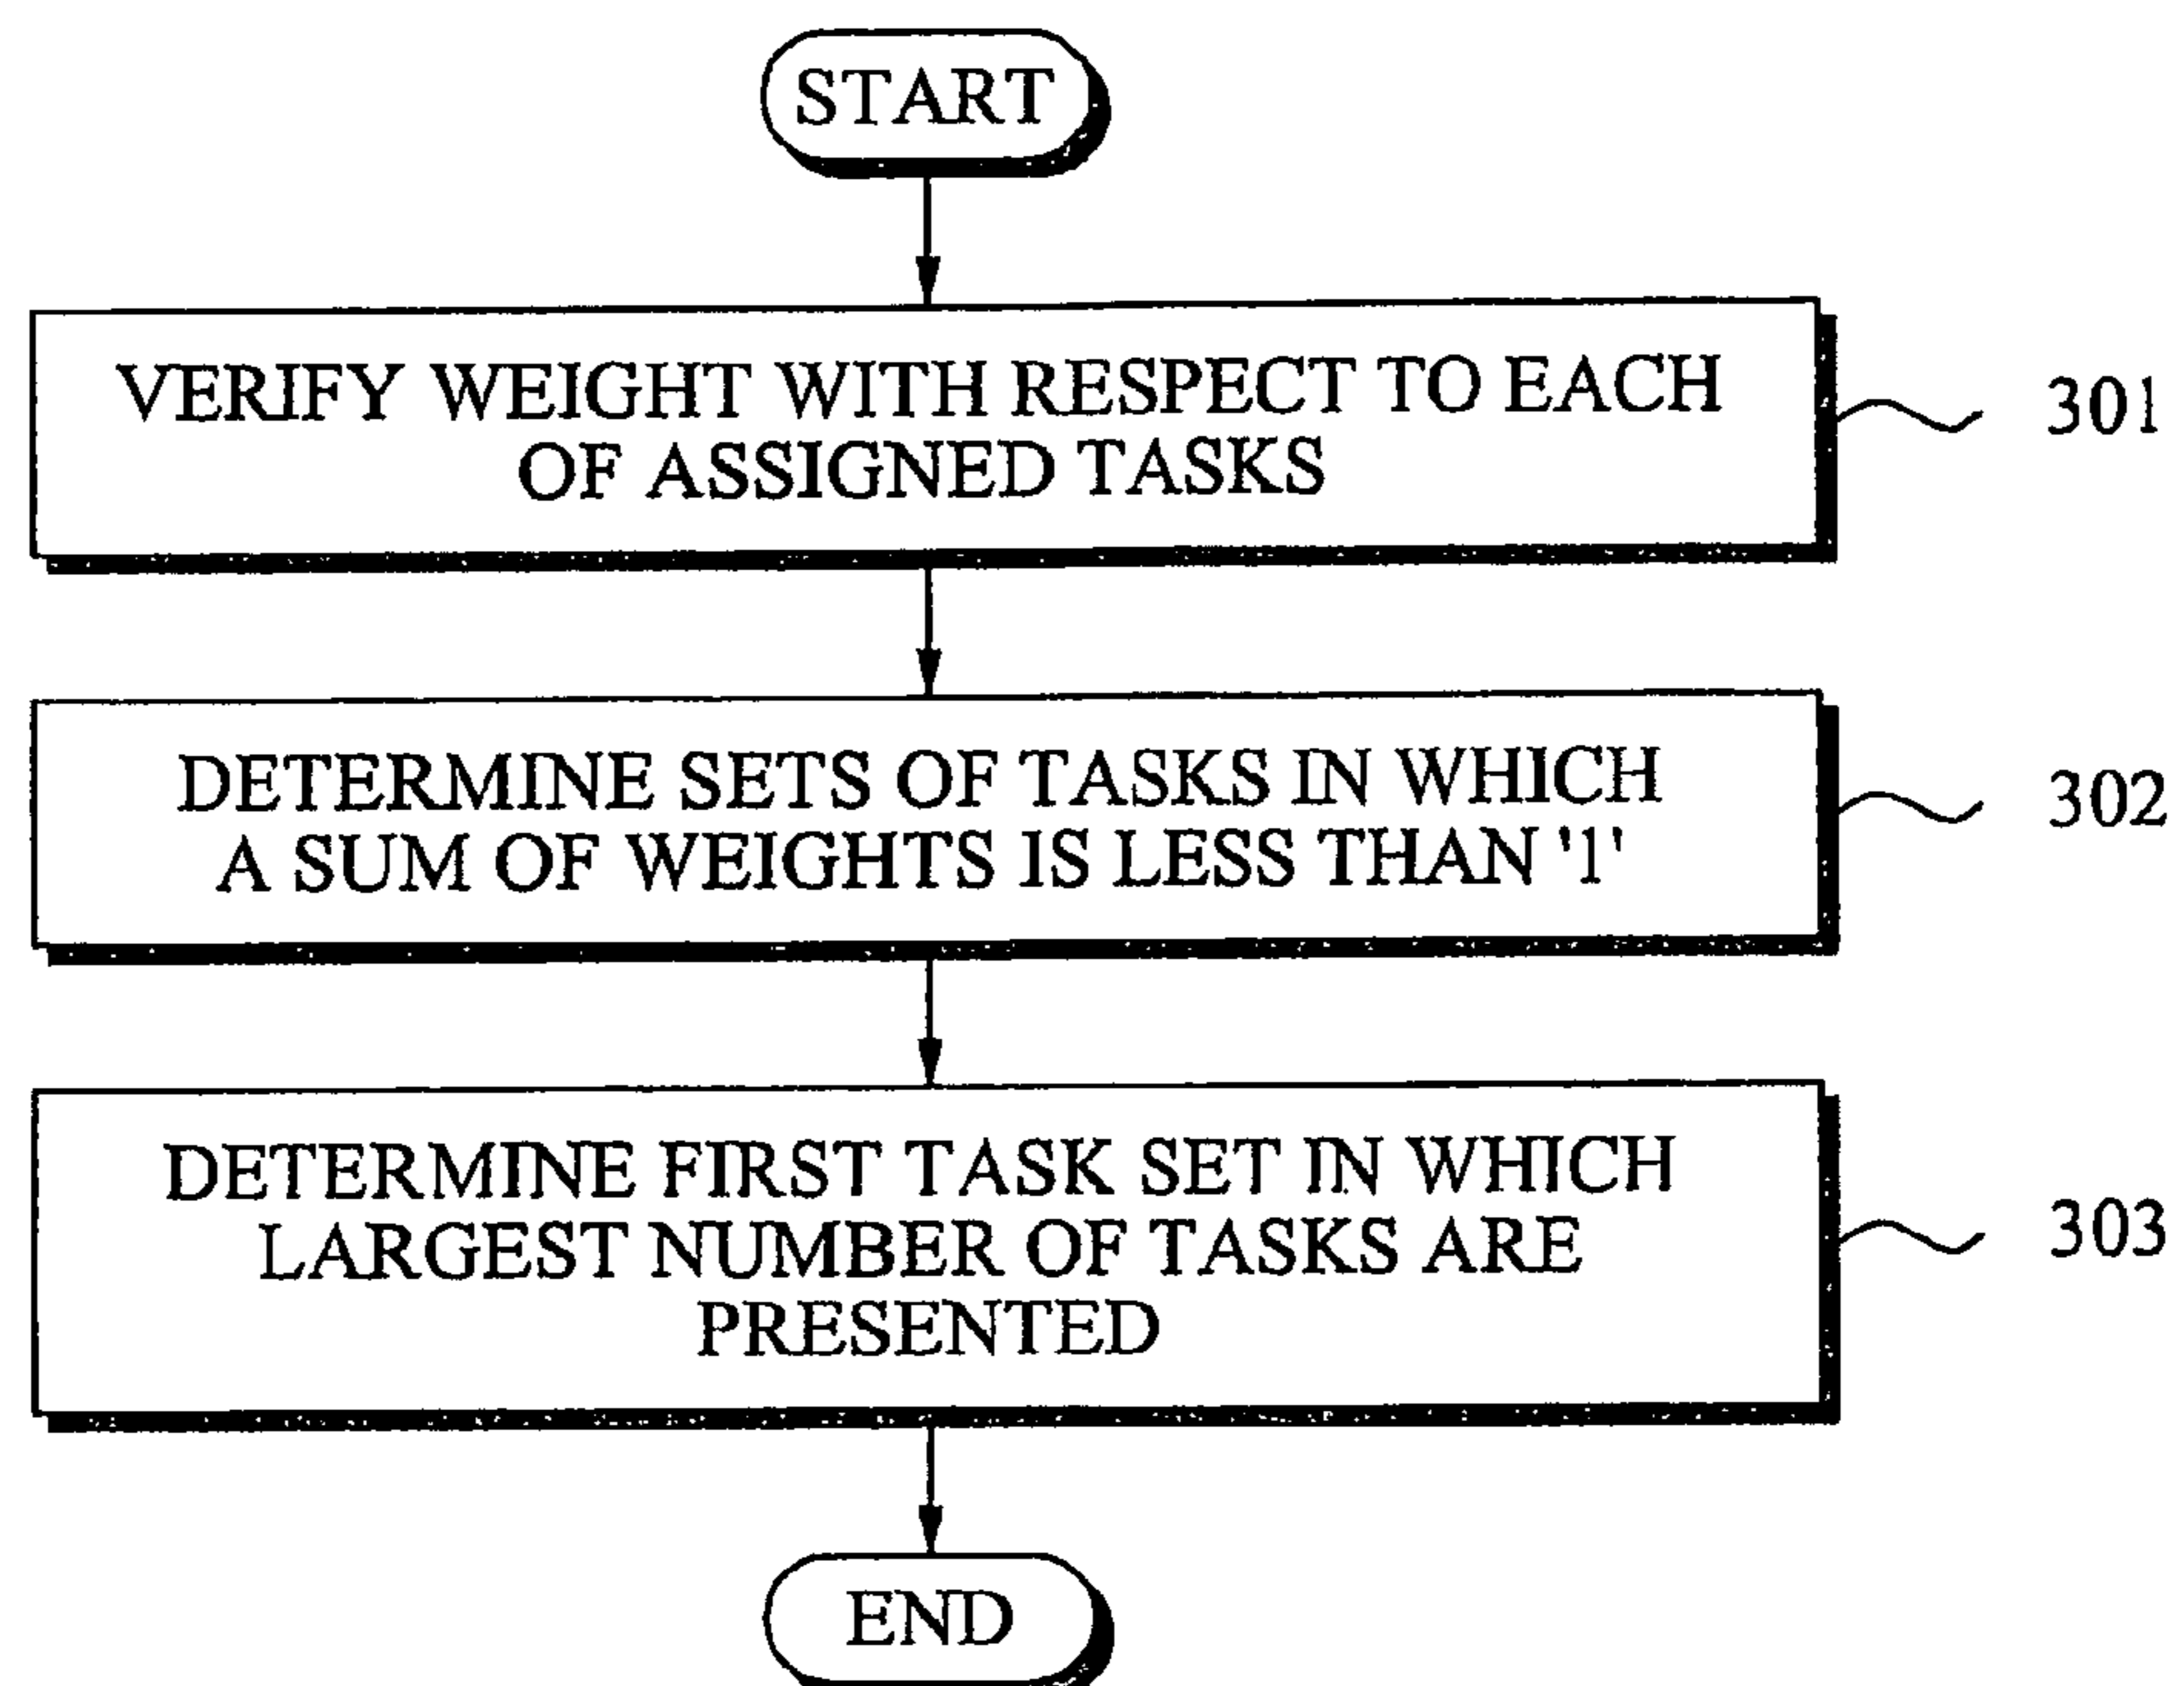 START
VERIFY WEIGHT WITH RESPECT TO EACH
OF ASSIGNED TASKS
301
DETERMINE SETS OF TASKS IN WHICH
A SUM OF WEIGHTS IS LESS THAN '1'
302
DETERMINE FIRST TASK SET IN WHICH
LARGEST NUMBER OF TASKS ARE
PRESENTED
303
END